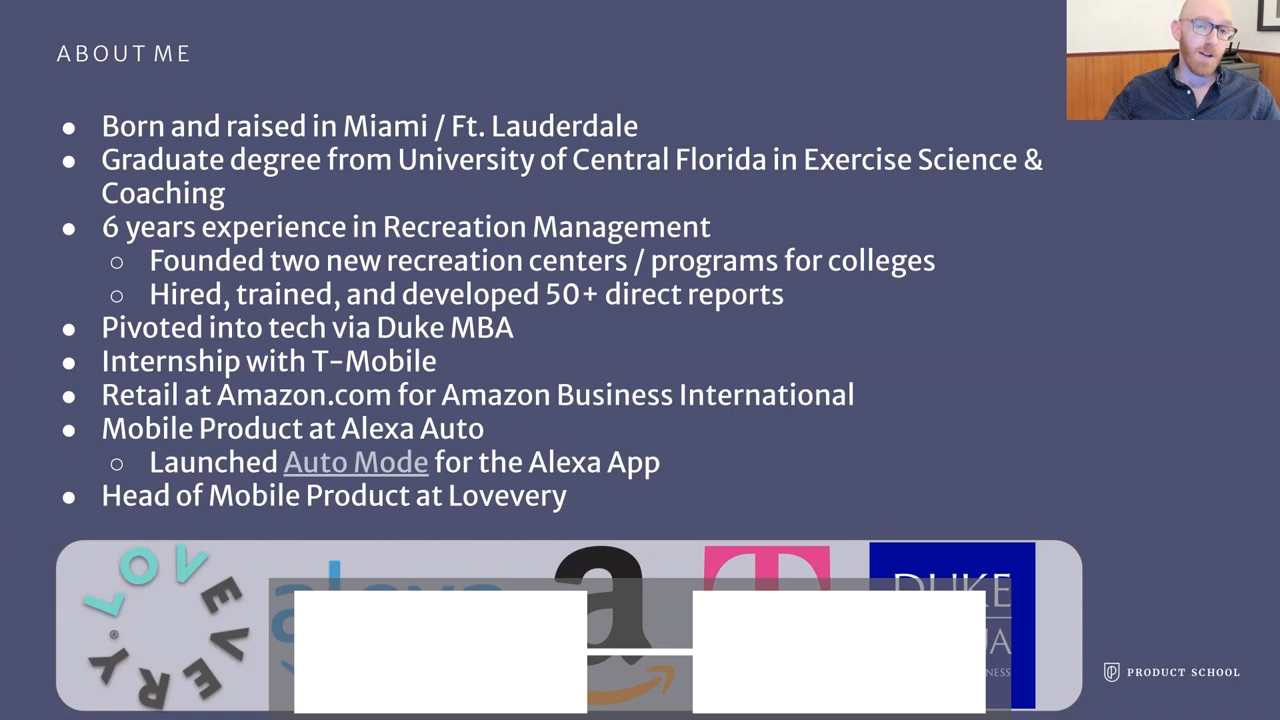 ABOUT ME
● Born and raised in Miami / Ft. Lauderdale
● Graduate degree from University of Central Florida in Exercise Science &
Coaching
● 6 years experience in Recreation Management
○ Founded two new recreation centers / programs for colleges
○ Hired, trained, and developed 50+ direct reports
● Pivoted into tech via Duke MBA
● Internship with T-Mobile
● Retail at Amazon.com for Amazon Business International
● Mobile Product at Alexa Auto
○ Launched Auto Mode for the Alexa App
● Head of Mobile Product at Lovevery
LOVEVERY®
alexa
a
T
DUKE
PRODUCT SCHOOL